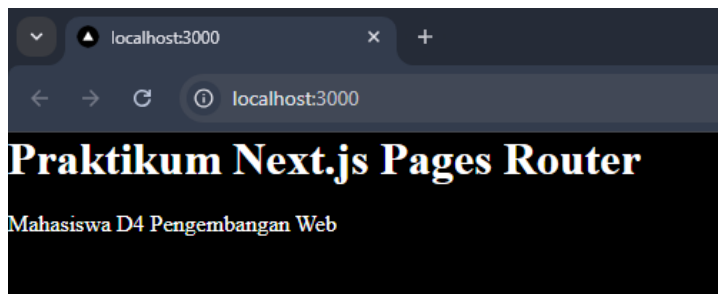 localhost:3000
localhost:3000
Praktikum Next.js Pages Router
Mahasiswa D4 Pengembangan Web